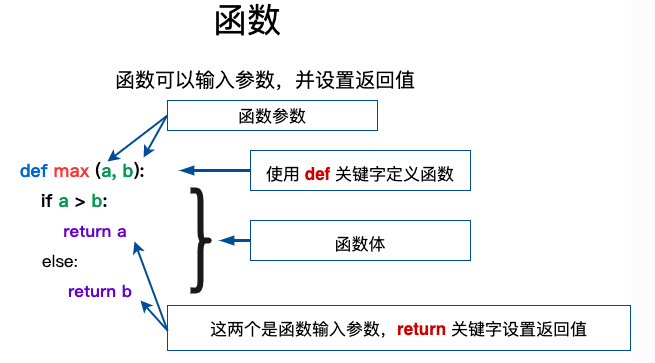 函数
函数可以输入参数，并设置返回值
函数参数
def max (a, b):
使用 def 关键字定义函数
if a > b:
return a
函数体
else:
return b
这两个是函数输入参数，return 关键字设置返回值